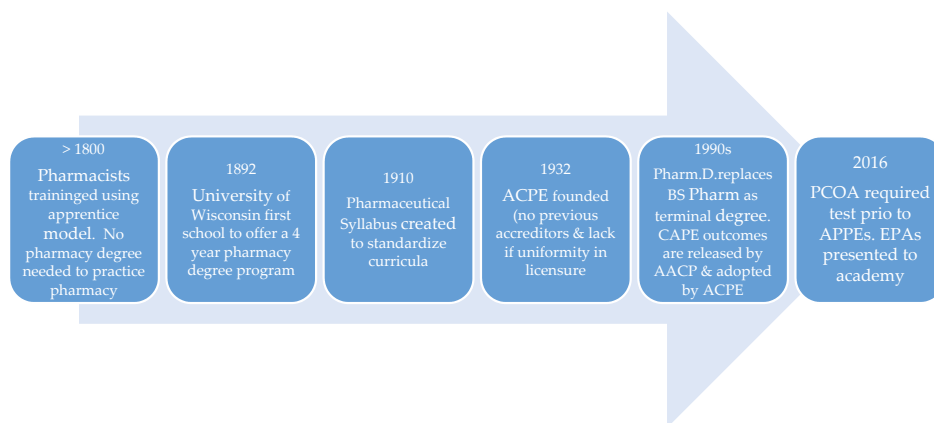 > 1800
Pharmacists
traininged using
apprentice
model. No
pharmacy degree
needed to practice
pharmacy
1892
University of
Wisconsin first
school to offer a 4
year pharmacy
degree program
1910
Pharmaceutical
Syllabus created
to standardize
curricula
1932
ACPE founded
(no previous
accreditors & lack
if uniformity in
licensure
1990s
Pharm.D.replaces
BS Pharm as
terminal degree.
CAPE outcomes
are released by
AACP & adopted
by ACPE
2016
PCOA required
test prio to
APPEs. EPAs
presented to
academy